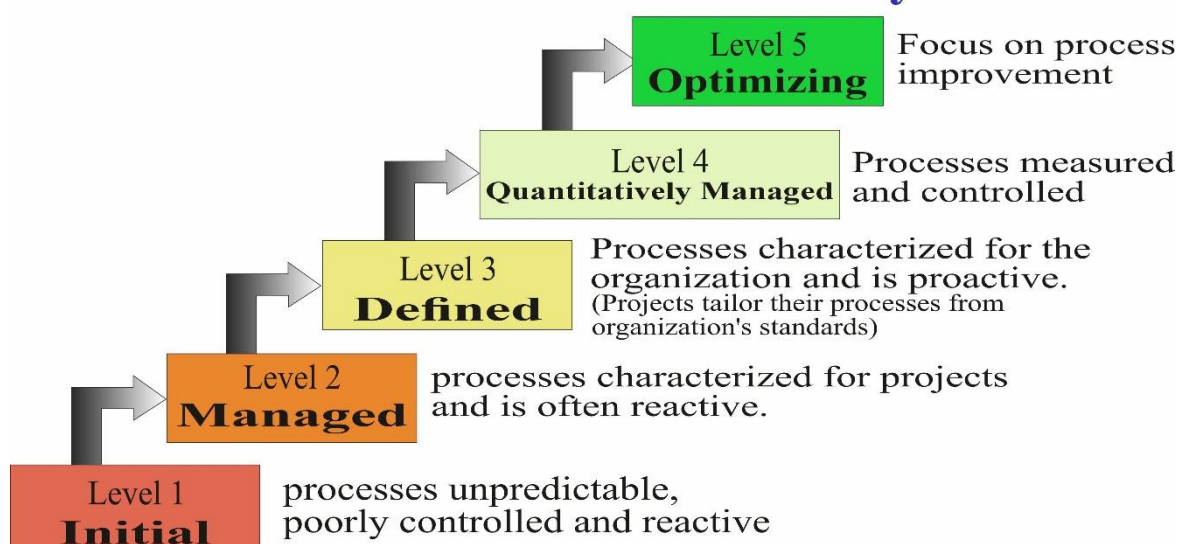 Level 5
Optimizing
Focus on process
improvement
Level 4
Quantitatively Managed
Processes measured
and controlled
Level 3
Defined
Processes characterized for the
organization and is proactive.
(Projects tailor their processes from
organization's standards)
Level 2
Managed
processes characterized for projects
and is often reactive.
Level 1
Initial
processes unpredictable,
poorly controlled and reactive